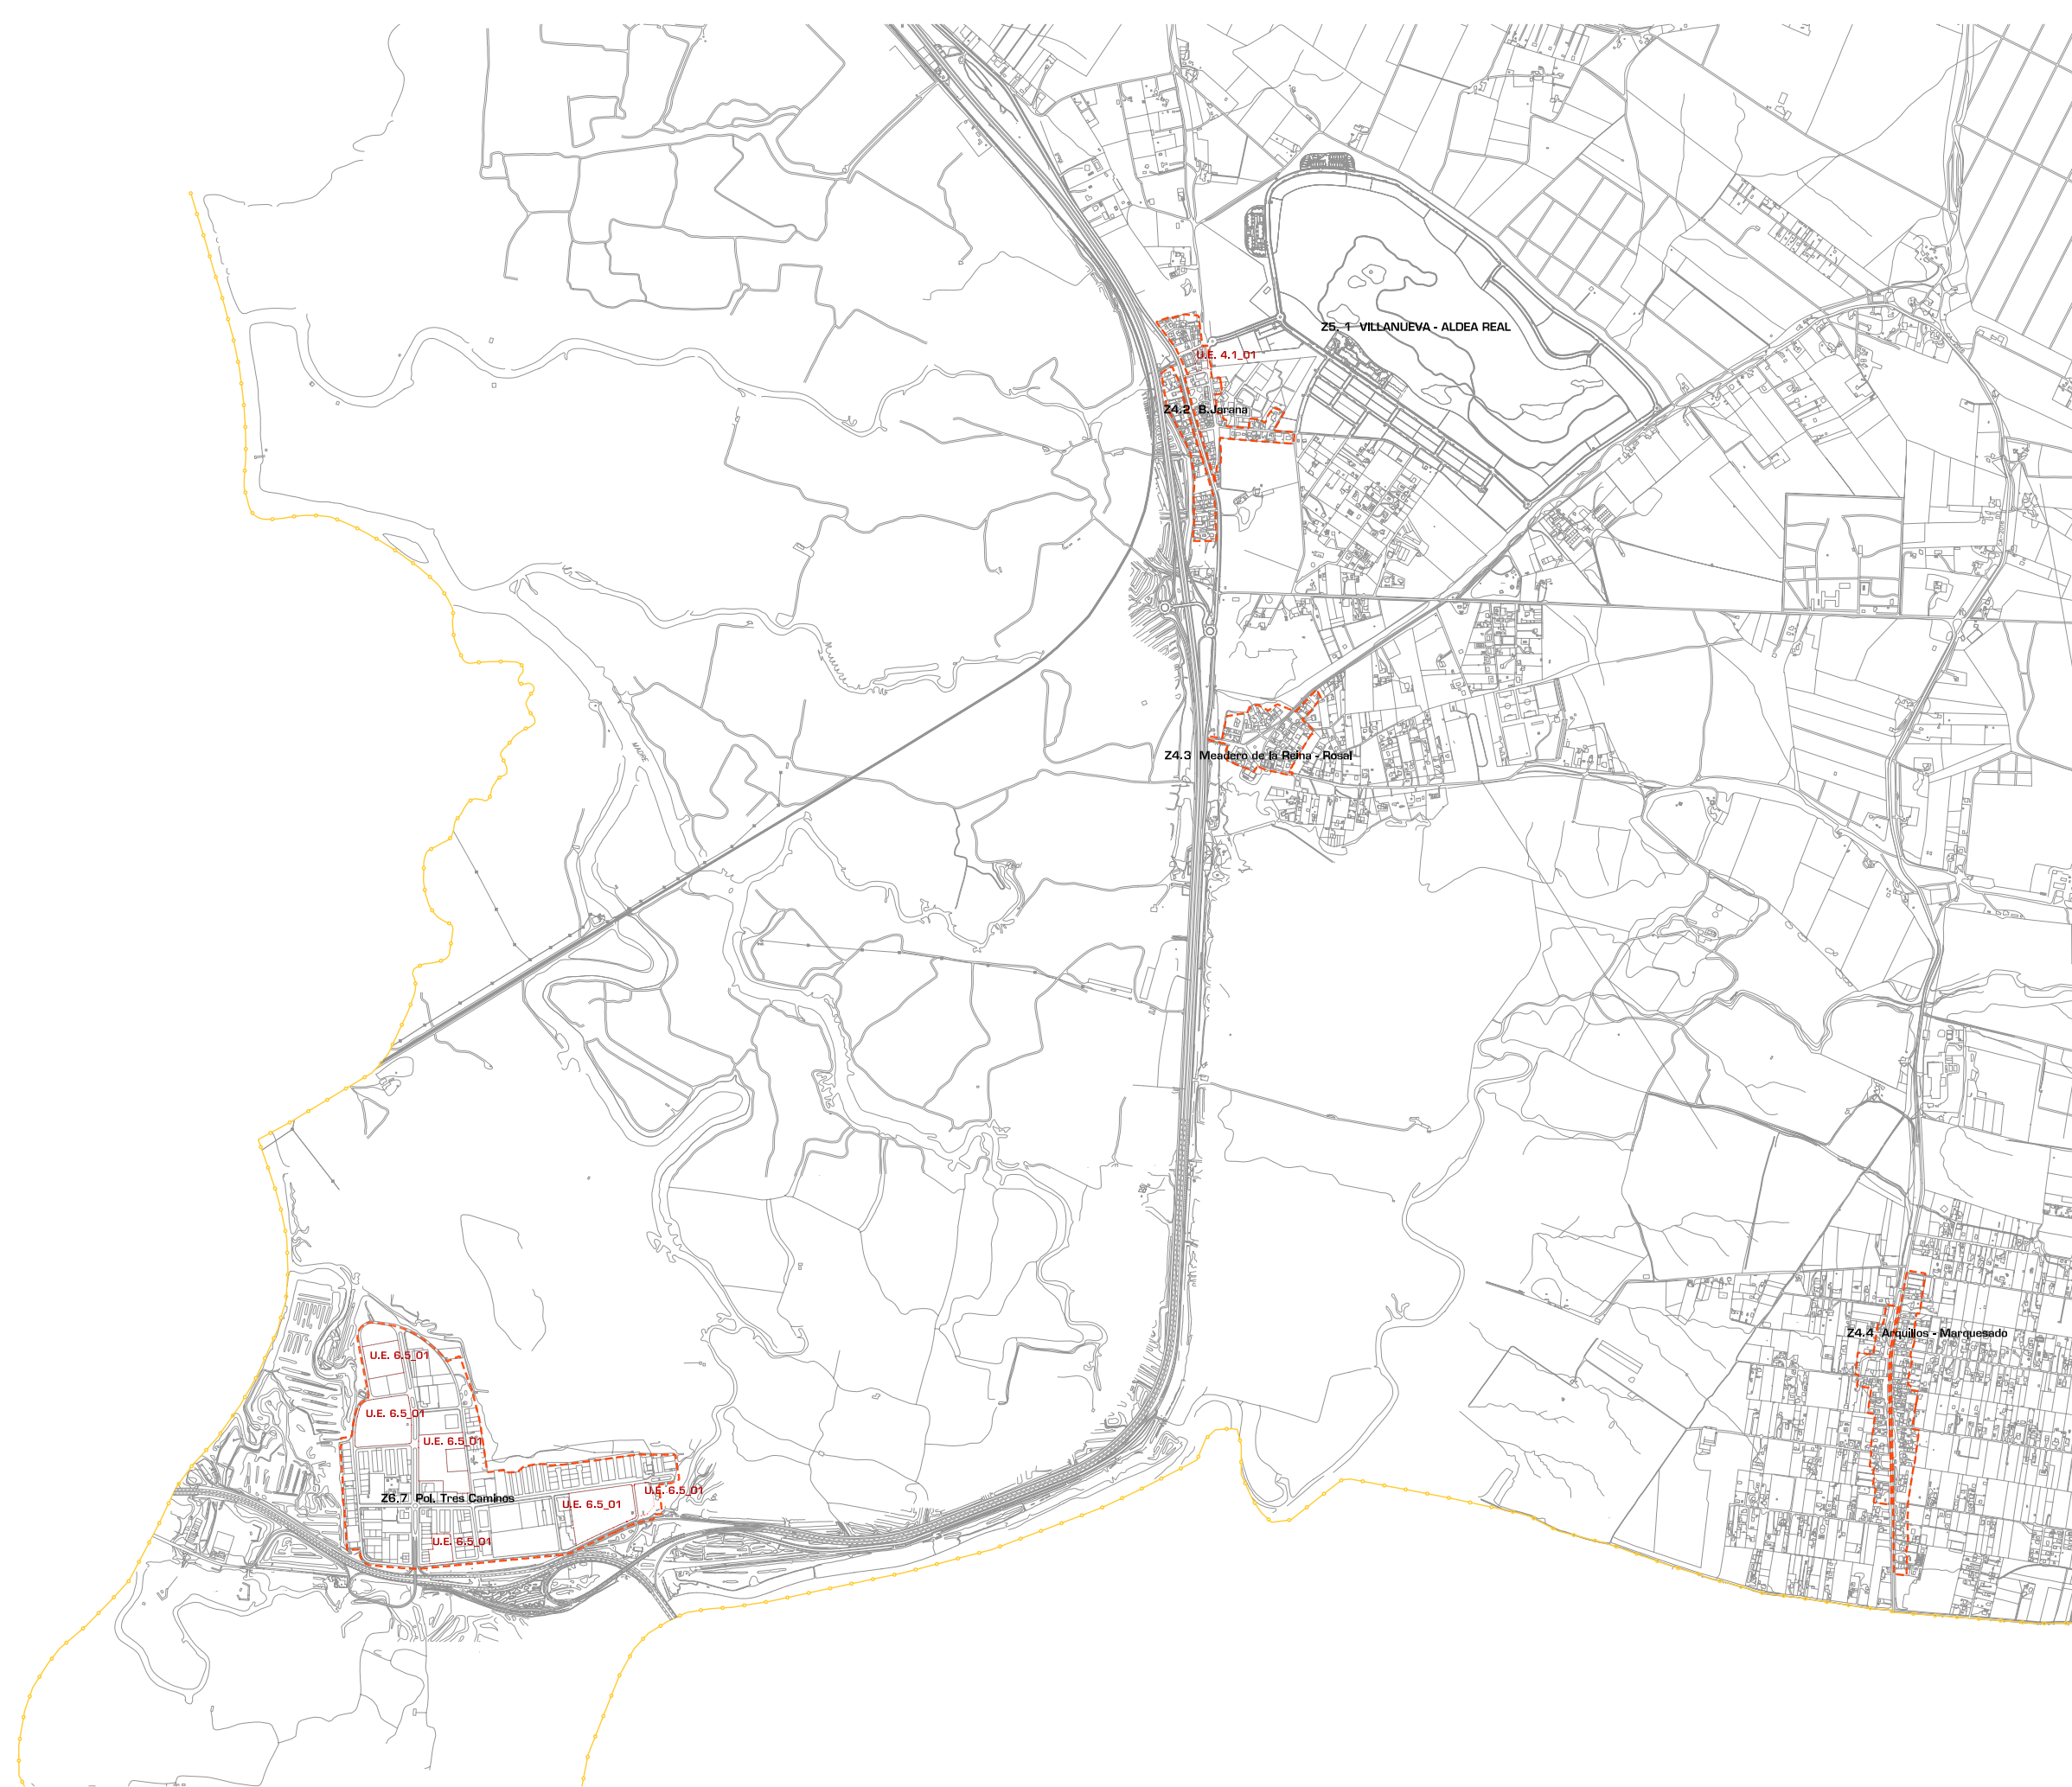 Z5. 1 VILLANUEVA - ALDEA REAL
U.E. 4.1_01
Z4.2 B.Jarana
MADRE
Z4.3 Meadero de la Reina - Rosal
Z4.4 Arquillos - Marquesado
U.E. 6.5_01
U.E. 6.5_01
U.E. 6.5_01
U.E. 6.5_01
Z6.7 Pol. Tres Caminos
U.E. 6.5_01
U.E. 6.5_01